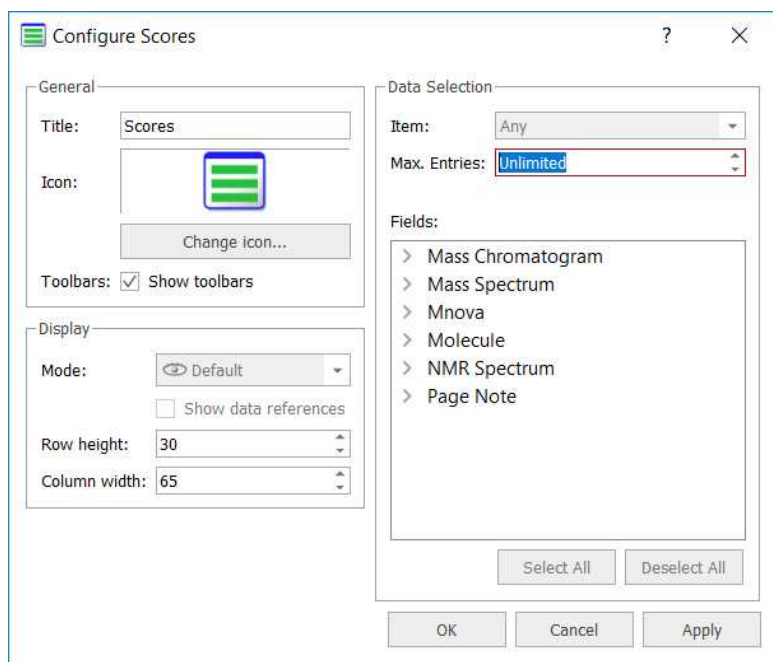 Configure Scores
?
General
Title: Scores
Icon:
Change icon...
Toolbars: Show toolbars
Display
Mode: Default
Show data references
Row height: 30
Column width: 65
Data Selection
Item: Any
Max. Entries: Unlimited
Fields:
Mass Chromatogram
Mass Spectrum
Mnova
Molecule
NMR Spectrum
Page Note
Select All Deselect All
OK Cancel Apply